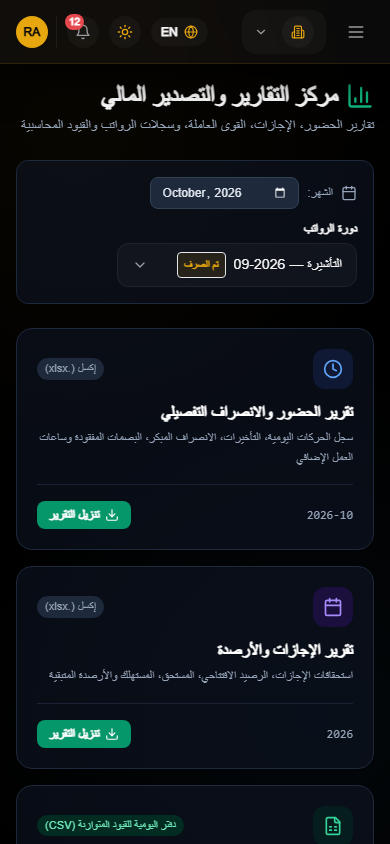 RA
12
EN
مركز التقارير والتصدير المالي
تقارير الحضور، الإجازات، القوى العاملة، وسجلات الرواتب والقيود المحاسبية
الشهر:
October, 2026
دورة الرواتب
التأشيرة — 2026-09
تم الصرف
إكسل (.xlsx)
تقرير الحضور والانصراف التفصيلي
سجل الحركات اليومية، التأخيرات، الانصراف المبكر، البصمات المفقودة وساعات
العمل الإضافي
2026-10
تنزيل التقرير
إكسل (.xlsx)
تقرير الإجازات والأرصدة
استحقاقات الإجازات، الرصيد الافتتاحي، المستحق، المستهلك والأرصدة المتبقية
2026
تنزيل التقرير
دفتر اليومية للقيود المتوازنة (CSV)